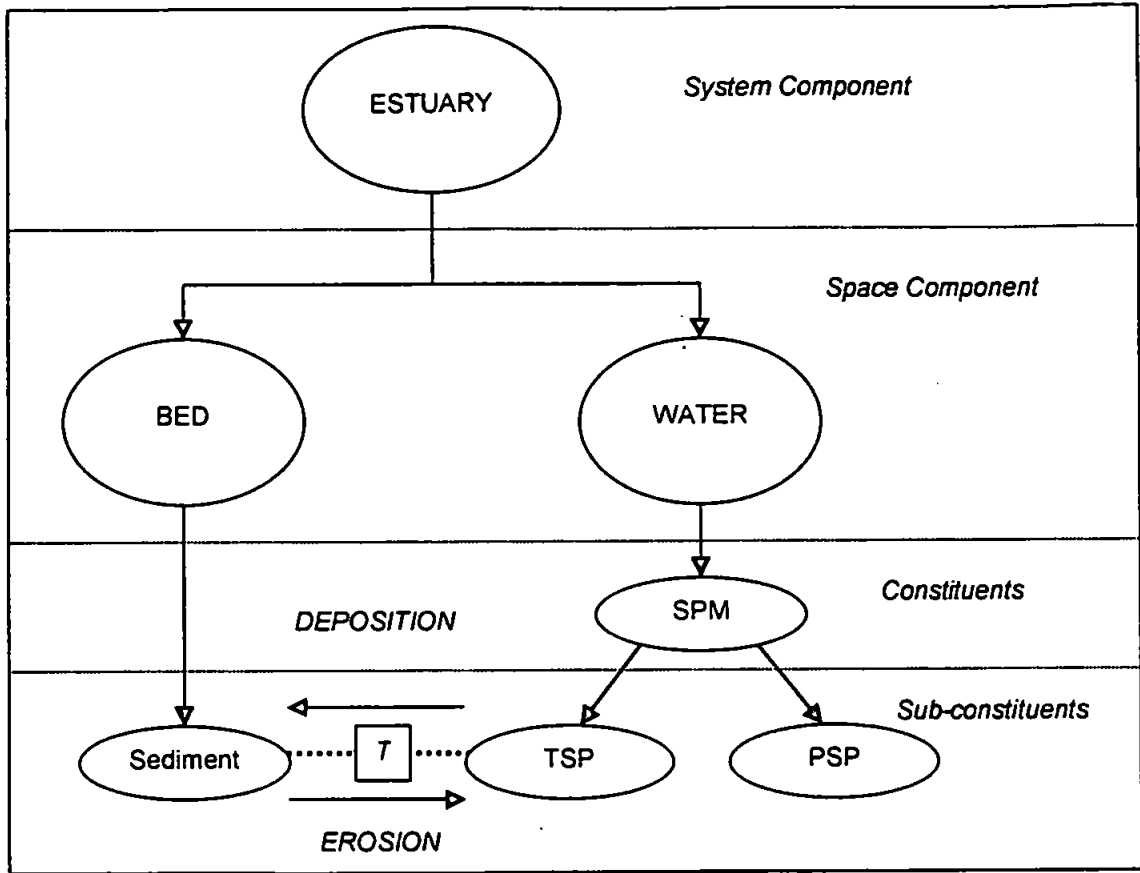 ESTUARY
System Component
Space Component
BED
WATER
Constituents
SPM
DEPOSITION
Sub-constituents
Sediment
T
TSP
PSP
EROSION